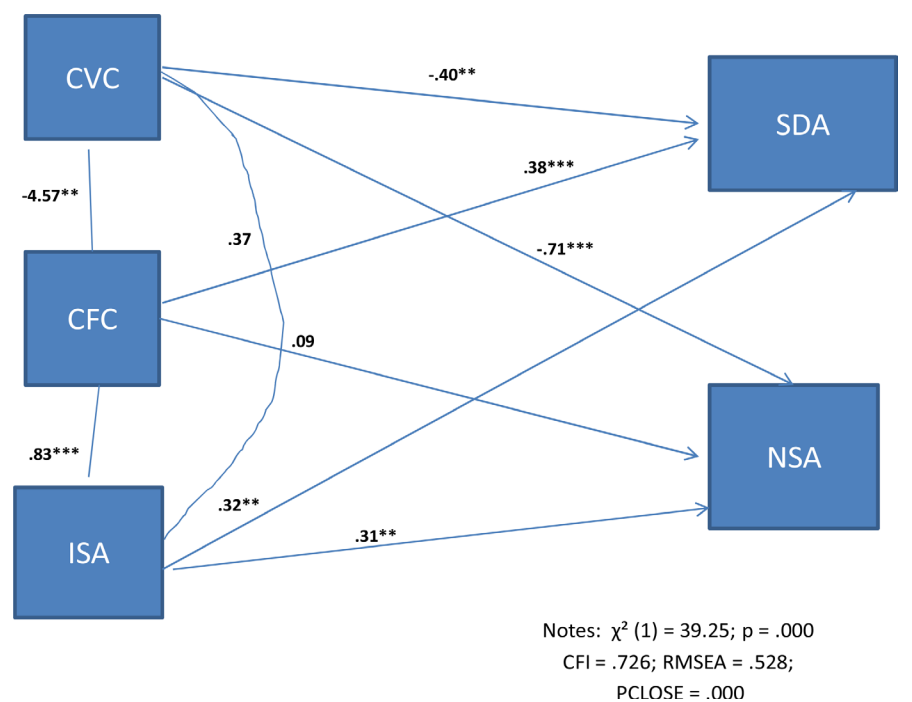 CVC
-.40**
SDA
.38***
-4.57**
.37
-.71***
CFC
.09
NSA
.83***
.32**
.31**
ISA
Notes: χ² (1) = 39.25; p = .000
CFI = .726; RMSEA = .528;
PCLOSE = .000